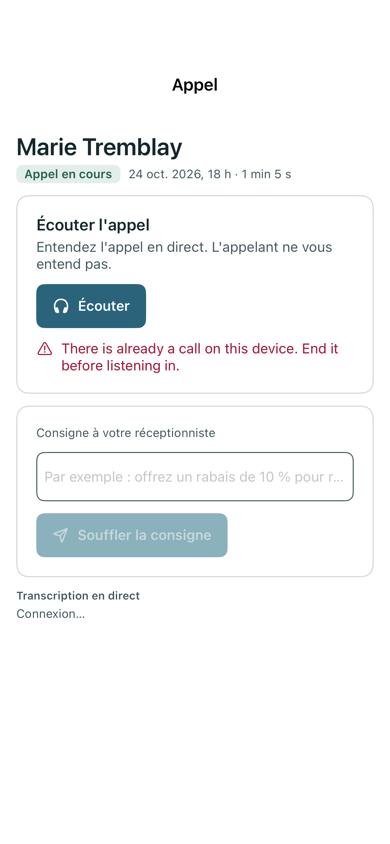 Appel
Marie Tremblay
Appel en cours 24 oct. 2026, 18 h · 1 min 5 s
Écouter l'appel
Entendez l'appel en direct. L'appelant ne vous
entend pas.
Écouter
There is already a call on this device. End it
before listening in.
Consigne à votre réceptionniste
Par exemple : offrez un rabais de 10 % pour r...
Souffler la consigne
Transcription en direct
Connexion...